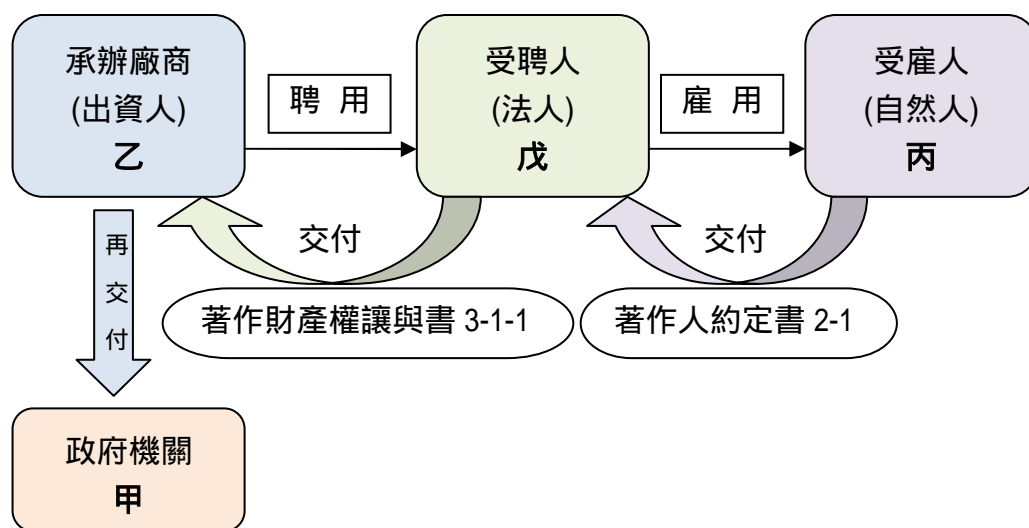 承辦廠商
(出資人)
乙
聘 用
受聘人
(法人)
戊
雇 用
受雇人
(自然人)
丙
交付
交付
著作財產權讓與書 3-1-1
著作人約定書 2-1
再
交
付
政府機關
甲